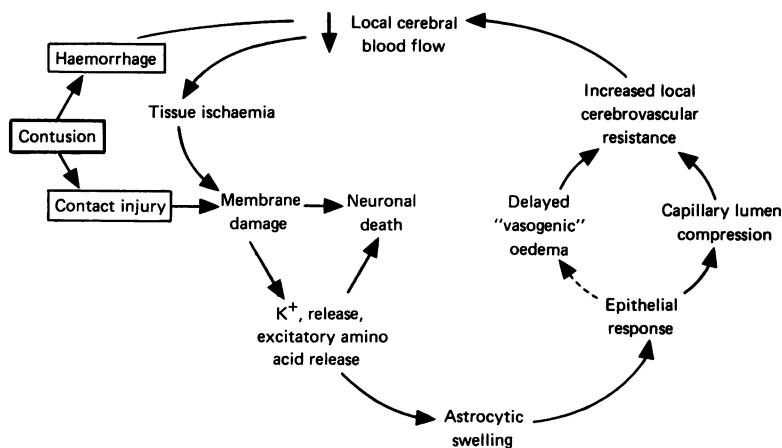 Local cerebral
blood flow
Haemorrhage
Increased local
cerebrovascular
resistance
Tissue ischaemia
Contusion
Contact injury
Membrane
damage
Neuronal
death
Delayed
"vasogenic"
oedema
Capillary lumen
compression
K+, release,
excitatory amino
acid release
Epithelial
response
Astrocytic
swelling